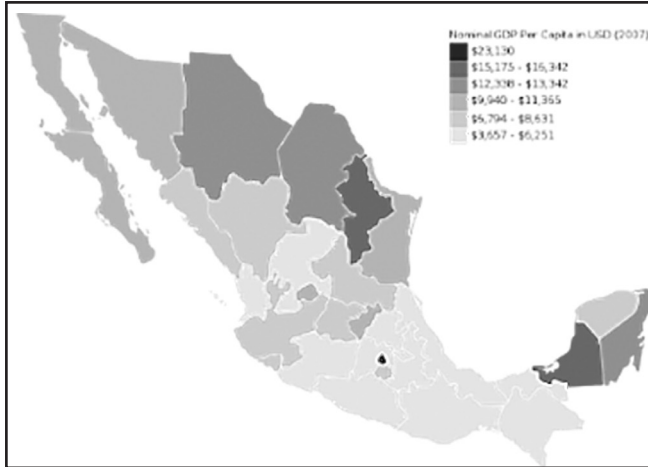 Nominal GDP Per Capita in USD (2007)
$23,130
$15,175 - $16,342
$12,338 - $13,342
$9,940 - $11,365
$6,794 - $8,631
$3,657 - $6,251